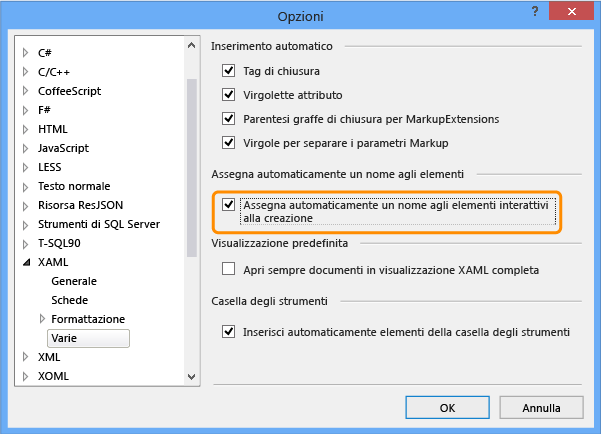 Opzioni
?
C#
C/C++
CoffeeScript
F#
HTML
JavaScript
LESS
Testo normale
Risorsa ResJSON
Strumenti di SQL Server
T-SQL90
XAML
Generale
Schede
Formattazione
Varie
XML
XOML
Inserimento automatico
Tag di chiusura
Virgolette attributo
Parentesi graffe di chiusura per MarkupExtensions
Virgole per separare i parametri Markup
Assegna automaticamente un nome agli elementi
Assegna automaticamente un nome agli elementi interattivi
alla creazione
Visualizzazione predefinita
Apri sempre documenti in visualizzazione XAML completa
Casella degli strumenti
Inserisci automaticamente elementi della casella degli strumenti
OK
Annulla